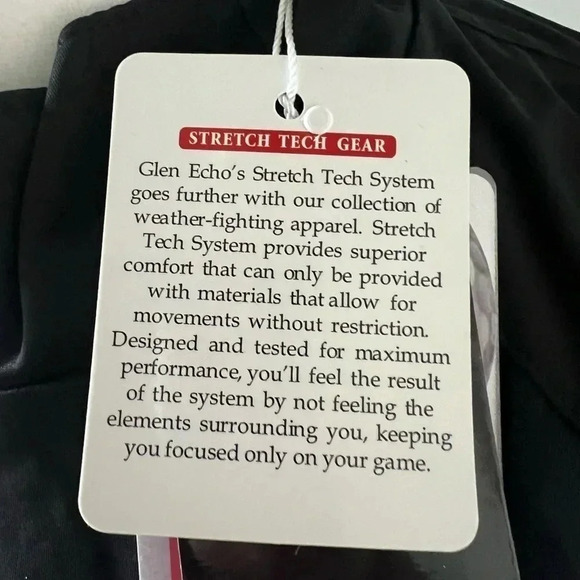 STRETCH TECH GEAR
Glen Echo's Stretch Tech System
goes further with our collection of
weather-fighting apparel. Stretch
Tech System provides superior
comfort that can only be provided
with materials that allow for
movements without restriction.
Designed and tested for maximum
performance, you'll feel the result
of the system by not feeling the
elements surrounding you, keeping
you focused only on your game.